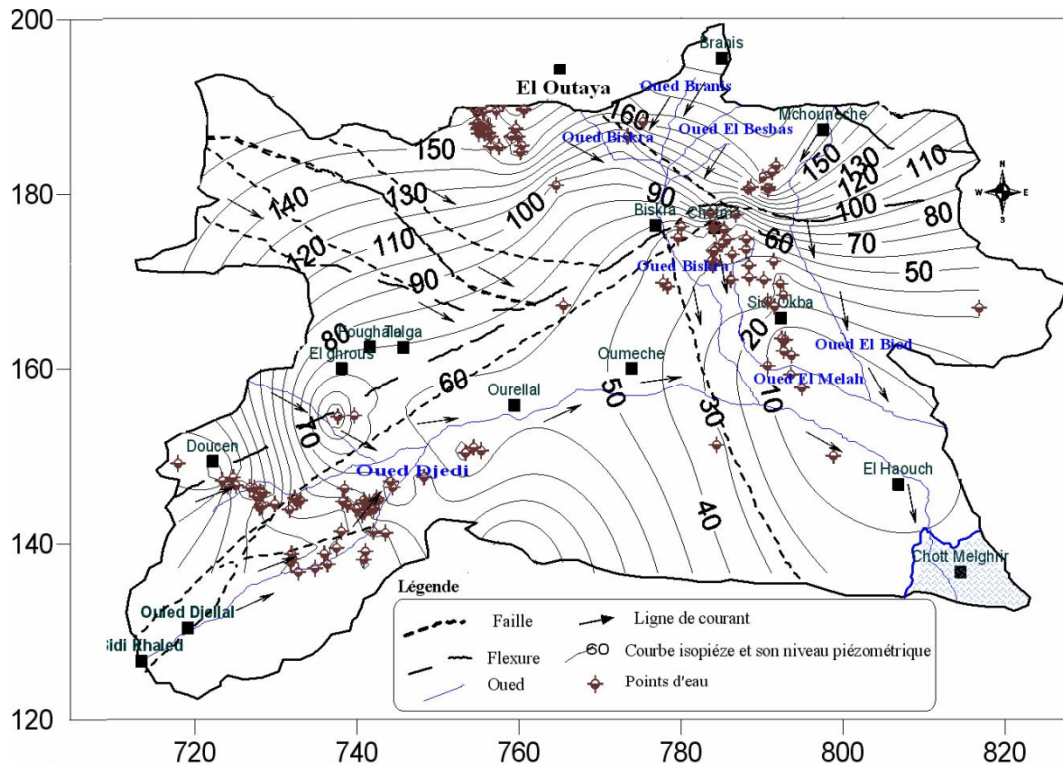 200
180
160
140
120
720
740
760
780
800
820
Branis
El Outaya
Oued Branis
160
Mchouneche
Oued El Besbas
Oued Biskra
150
150
130
110
120
140
130
100
90
100
80
N
W
E
S
Biskra
120
110
60
70
90
Oued Biskra
50
80
Sidi Okba
Foughala
Tolga
20
El ghrous
Oumeche
Oued El Biod
60
Oued El Melah
50
10
30
Ourellal
70
Doucen
Oued Djedi
El Haouch
40
Chott Melghrir
Oued Djellal
Sidi Khaled
Légende
Faille
Ligne de courant
Flexure
60
Courbe isopiéze et son niveau piézométrique
Oued
Points d'eau